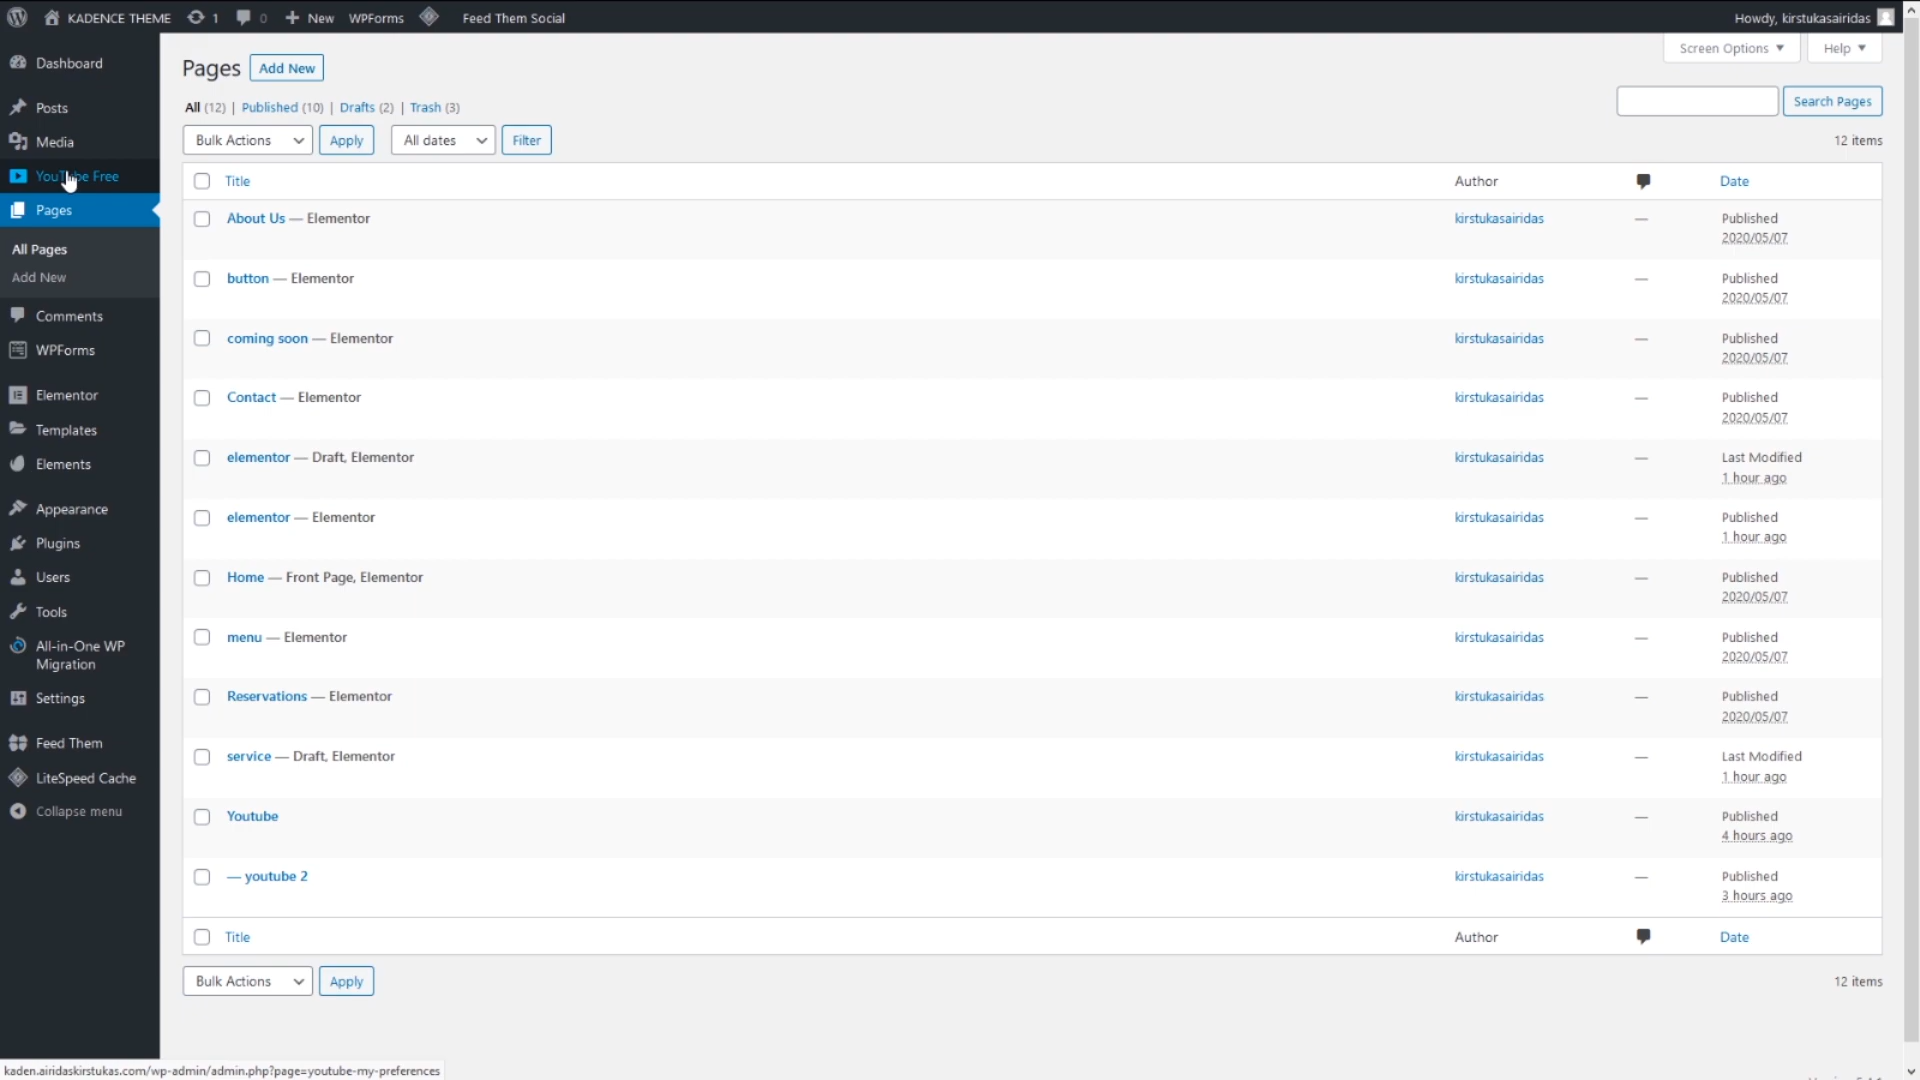 KADENCE THEME 1 0 New WPForms Feed Them Social Howdy, kirstukasairidas
Screen Options Help
Dashboard
Posts
Media
YouTube Free
Pages
All Pages
Add New
Comments
WPForms
Elementor
Templates
Elements
Appearance
Plugins
Users
Tools
All-in-One WP
Migration
Settings
Feed Them
LiteSpeed Cache
Collapse menu
Pages Add New
All (12) | Published (10) | Drafts (2) | Trash (3)
Search Pages
Bulk Actions Apply All dates Filter 12 items
Title Author Date
About Us — Elementor kirstukasairidas — Published
2020/05/07
button — Elementor kirstukasairidas — Published
2020/05/07
coming soon — Elementor kirstukasairidas — Published
2020/05/07
Contact — Elementor kirstukasairidas — Published
2020/05/07
elementor — Draft, Elementor kirstukasairidas — Last Modified
1 hour ago
elementor — Elementor kirstukasairidas — Published
1 hour ago
Home — Front Page, Elementor kirstukasairidas — Published
2020/05/07
menu — Elementor kirstukasairidas — Published
2020/05/07
Reservations — Elementor kirstukasairidas — Published
2020/05/07
service — Draft, Elementor kirstukasairidas — Last Modified
1 hour ago
Youtube kirstukasairidas — Published
4 hours ago
— youtube 2 kirstukasairidas — Published
3 hours ago
Title Author Date
Bulk Actions Apply 12 items
kaden.airidaskirstukas.com/wp-admin/admin.php?page=youtube-my-preferences